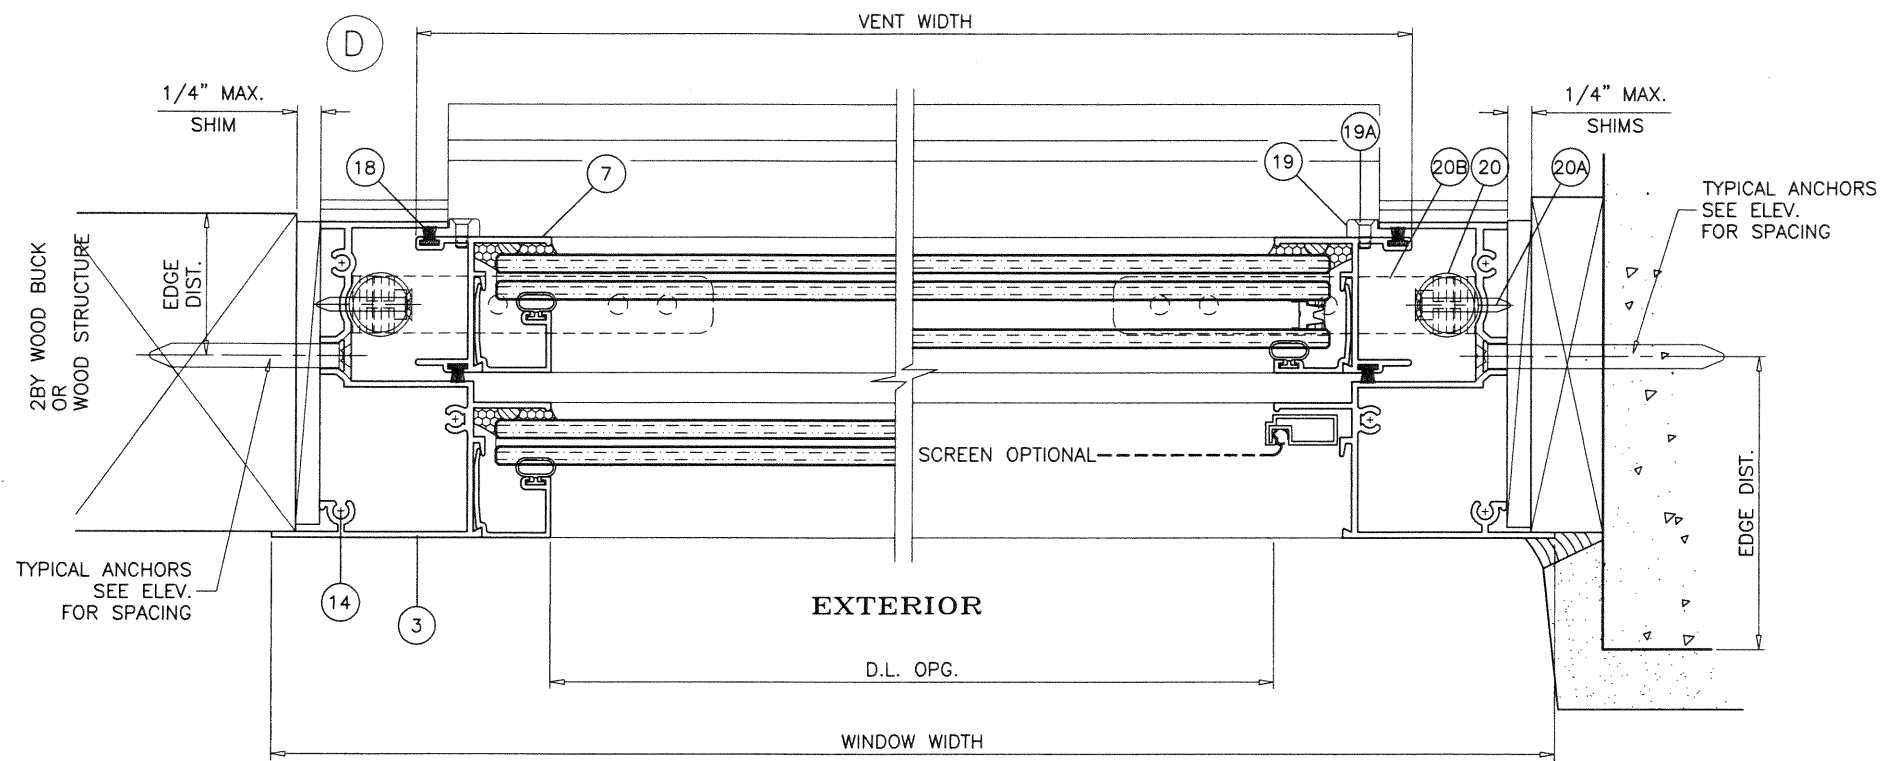 VENT WIDTH
D
1/4" MAX.
SHIM
1/4" MAX.
SHIMS
19A
18
7
19
20B
20
20A
TYPICAL ANCHORS
SEE ELEV.
FOR SPACING
2BY WOOD BUCK
OR
WOOD STRUCTURE
EDGE
DIST.
SCREEN OPTIONAL
EDGE DIST.
TYPICAL ANCHORS
SEE ELEV.
FOR SPACING
14
3
EXTERIOR
D.L. OPG.
WINDOW WIDTH